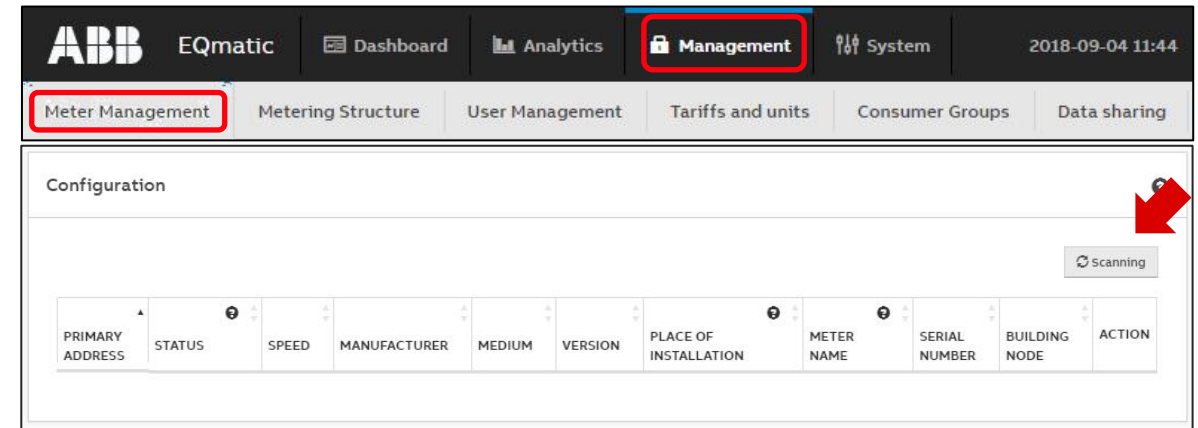 ABB EQmatic Dashboard Analytics Management System 2018-09-04 11:44
Meter Management Metering Structure User Management Tariffs and units Consumer Groups Data sharing
Configuration
Scanning
PRIMARY ADDRESS STATUS SPEED MANUFACTURER MEDIUM VERSION PLACE OF INSTALLATION METER NAME SERIAL NUMBER BUILDING NODE ACTION